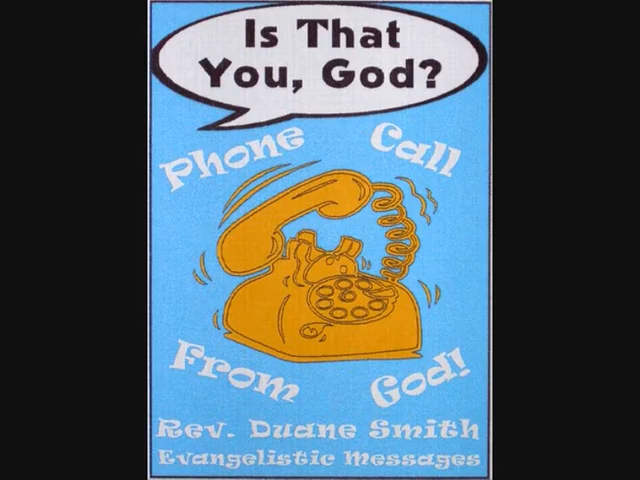 Is That
You, God?
Phone Call
From God!
Rev. Duane Smith
Evangelistic Messages